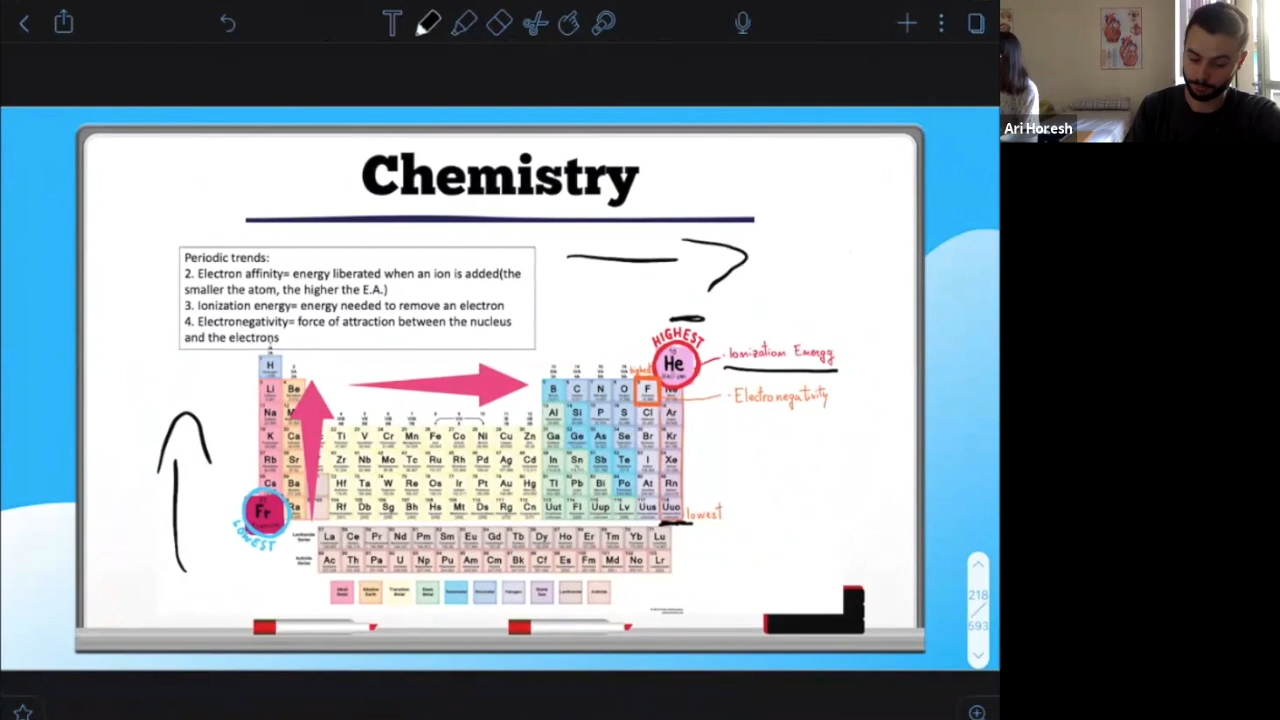 Ari Horesh
Chemistry
Periodic trends:
2. Electron affinity= energy liberated when an ion is added(the
smaller the atom, the higher the E.A.)
3. Ionization energy= energy needed to remove an electron
4. Electronegativity= force of attraction between the nucleus
and the electrons
HIGHEST
He
· Ionization Energy
highest
· Electronegativity
H
Li Be B C N O F
Na Al Si P S Cl Ar
K Ca Ti V Cr Mn Fe Co Ni Cu Zn Ga Ge As Se Br Kr
Rb Sr Zr Nb Mo Tc Ru Rh Pd Ag Cd In Sn Sb Te I Xe
Cs Ba Hf Ta W Re Os Ir Pt Au Hg Tl Pb Bi Po At Rn
Fr Ra Rf Db Sg Bh Hs Mt Ds Rg Cn Uut Fl Uup Lv Uus Uuo lowest
LOWEST
La Ce Pr Nd Pm Sm Eu Gd Tb Dy Ho Er Tm Yb Lu
Ac Th Pa U Np Pu Am Cm Bk Cf Es Fm Md No Lr
218
593